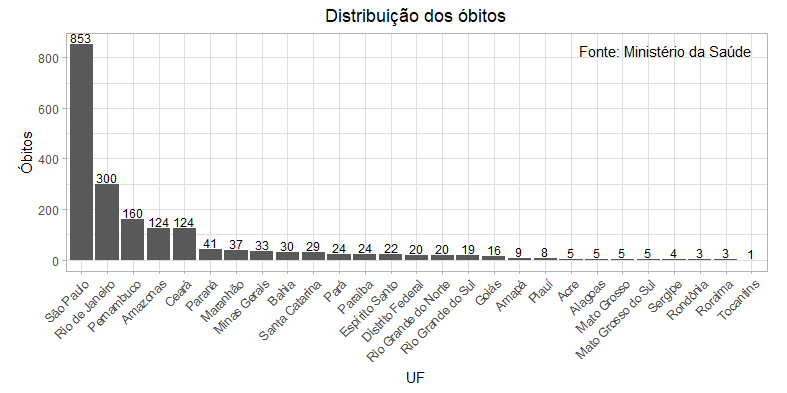 Distribuição dos óbitos
Fonte: Ministério da Saúde
Óbitos
800
600
400
200
0
853
300
160
124
124
41
37
33
30
29
24
24
22
20
20
19
16
9
8
5
5
5
5
4
3
3
1
São Paulo
Rio de Janeiro
Pernambuco
Amazonas
Ceará
Paraná
Maranhão
Minas Gerais
Bahia
Santa Catarina
Pará
Paraíba
Espírito Santo
Distrito Federal
Rio Grande do Norte
Rio Grande do Sul
Goiás
Amapá
Piauí
Acre
Alagoas
Mato Grosso
Mato Grosso do Sul
Sergipe
Rondônia
Roraima
Tocantins
UF